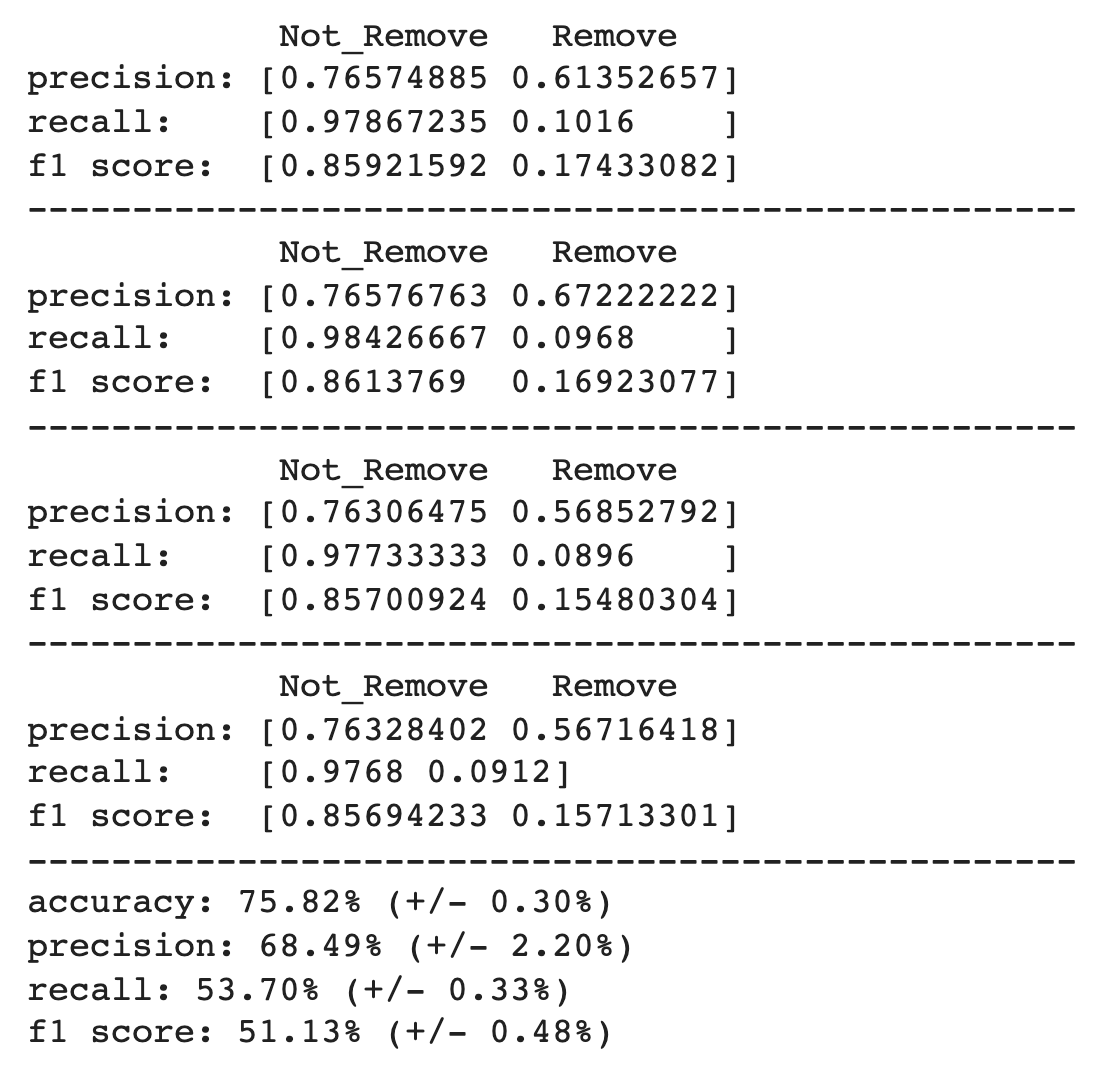 Not_Remove   Remove
precision: [0.76574885 0.61352657]
recall:    [0.97867235 0.1016    ]
f1 score:  [0.85921592 0.17433082]
--------------------------------------------------
Not_Remove   Remove
precision: [0.76576763 0.67222222]
recall:    [0.98426667 0.0968    ]
f1 score:  [0.8613769  0.16923077]
--------------------------------------------------
Not_Remove   Remove
precision: [0.76306475 0.56852792]
recall:    [0.97733333 0.0896    ]
f1 score:  [0.85700924 0.15480304]
--------------------------------------------------
Not_Remove   Remove
precision: [0.76328402 0.56716418]
recall:    [0.9768 0.0912]
f1 score:  [0.85694233 0.15713301]
--------------------------------------------------
accuracy: 75.82% (+/- 0.30%)
precision: 68.49% (+/- 2.20%)
recall: 53.70% (+/- 0.33%)
f1 score: 51.13% (+/- 0.48%)